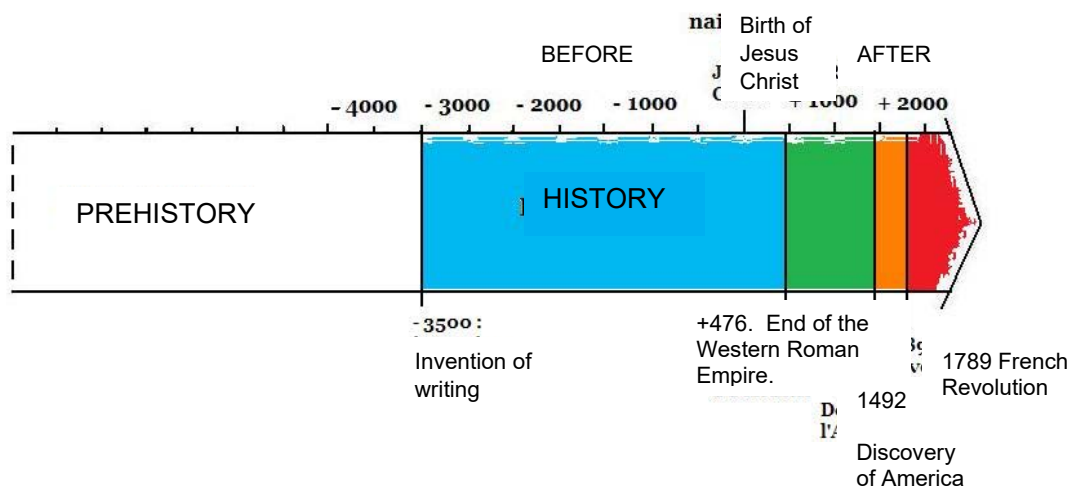 Birth of
Jesus
Christ
BEFORE
AFTER
- 4000 - 3000 - 2000 - 1000 + 1000 + 2000
PREHISTORY
HISTORY
-3500 :
Invention of
writing
+476. End of the
Western Roman
Empire.
1789 French
Revolution
1492
Discovery
of America